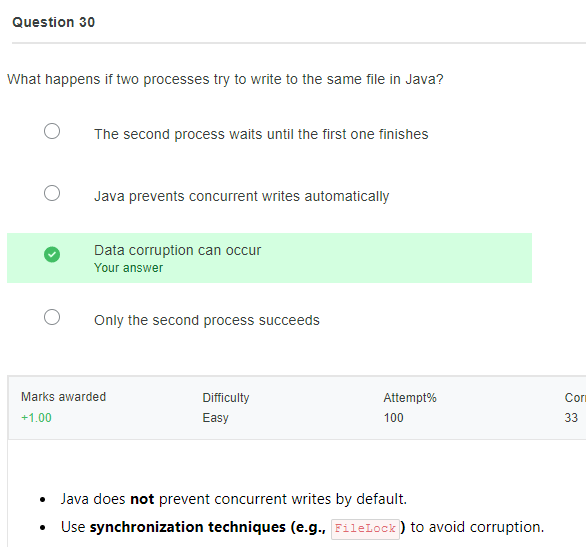 Question 30
What happens if two processes try to write to the same file in Java?
The second process waits until the first one finishes
Java prevents concurrent writes automatically
Data corruption can occur
Your answer
Only the second process succeeds
Marks awarded Difficulty Attempt%
+1.00 Easy 100 33
• Java does not prevent concurrent writes by default.
• Use synchronization techniques (e.g., FileLock) to avoid corruption.